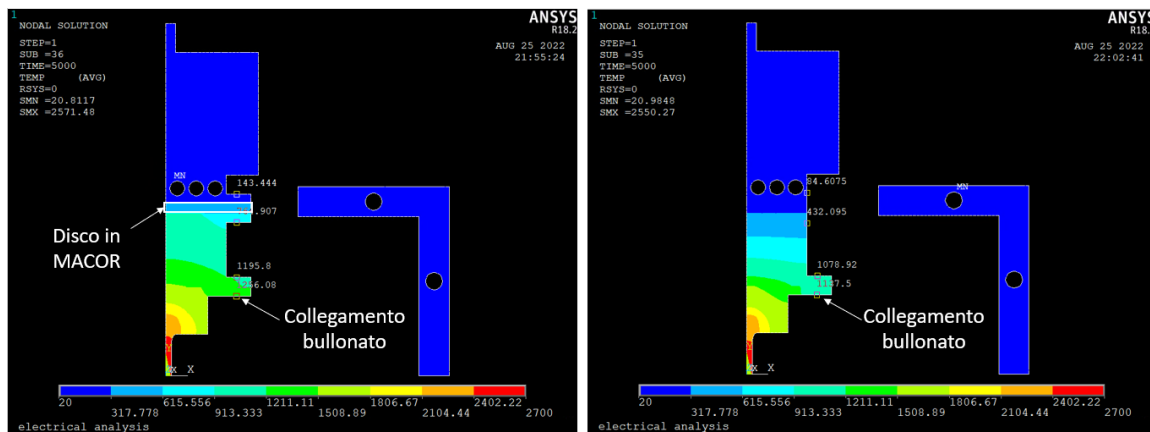 1
NODAL SOLUTION
STEP=1
SUB =36
TIME=5000
TEMP (AVG)
RSYS=0
SMN =20.8117
SMX =2571.48
ANSYS
R18.2
AUG 25 2022
21:55:24
MN
143.444
Disco in
MACOR
1195.8
Collegamento
bullonato
Y
X
20
317.778
615.556
913.333
1211.11
1508.89
1806.67
2104.44
2402.22
2700
electrical analysis
1
NODAL SOLUTION
STEP=1
SUB =35
TIME=5000
TEMP (AVG)
RSYS=0
SMN =20.9848
SMX =2550.27
ANSYS
R18.2
AUG 25 2022
22:02:41
84.6075
MN
432.095
1078.92
1137.5
Collegamento
bullonato
Y
X
20
317.778
615.556
913.333
1211.11
1508.89
1806.67
2104.44
2402.22
2700
electrical analysis